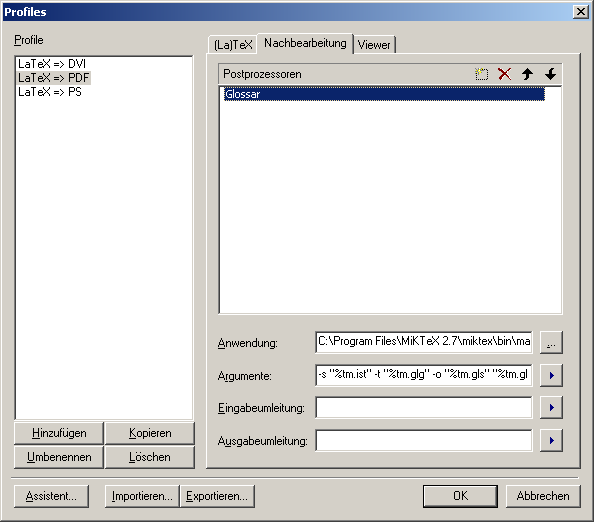 Profiles
Profile
LaTeX => DVI
LaTeX => PDF
LaTeX => PS
Hinzufügen
Kopieren
Umbenennen
Löschen
(La)TeX
Nachbearbeitung
Viewer
Postprozessoren
Glossar
Anwendung:
C:\Program Files\MiKTeX 2.7\miktex\bin\ma
...
Argumente:
-s "%tm.ist" -t "%tm.glg" -o "%tm.gls" "%tm.gl
Eingabeumleitung:
Ausgabeumleitung:
Assistent...
Importieren...
Exportieren...
OK
Abbrechen